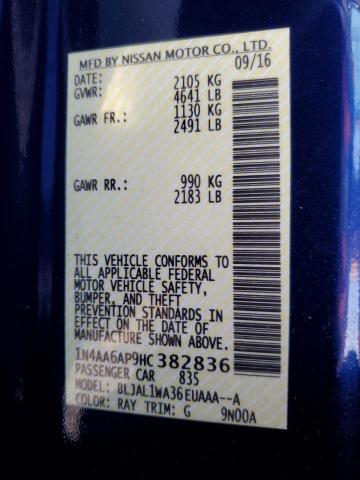 MFD BY NISSAN MOTOR CO., LTD.
09/16
DATE: 2105 KG
GVWR: 4641 LB
GAWR FR.: 1130 KG
2491 LB
GAWR RR.: 990 KG
2183 LB
THIS VEHICLE CONFORMS TO
ALL APPLICABLE FEDERAL
MOTOR VEHICLE SAFETY,
BUMPER, AND THEFT
PREVENTION STANDARDS IN
EFFECT ON THE DATE OF
MANUFACTURE SHOWN ABOVE.
1N4AA6AP9HC382836
PASSENGER CAR 835
MODEL: BLJAL1WA36EUAAA--A
COLOR: RAY TRIM: G 9N00A